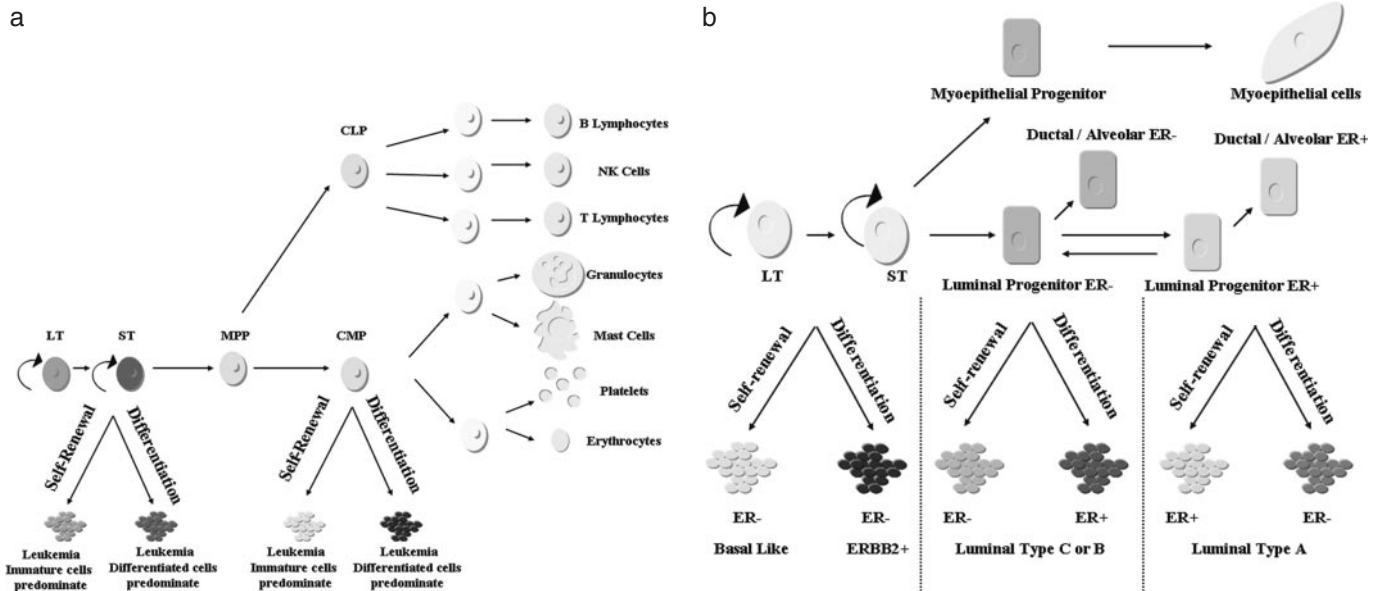 a
CLP
B Lymphocytes
NK Cells
T Lymphocytes
Granulocytes
Mast Cells
Platelets
Erythrocytes
LT
ST
MPP
CMP
Self-Renewal
Differentiation
Self-Renewal
Differentiation
Leukemia
Immature cells
predominate
Leukemia
Differentiated cells
predominate
Leukemia
Immature cells
predominate
Leukemia
Differentiated cells
predominate
b
Myoepithelial Progenitor
Myoepithelial cells
Ductal / Alveolar ER-
Ductal / Alveolar ER+
LT
ST
Luminal Progenitor ER-
Luminal Progenitor ER+
Self-renewal
Differentiation
Self-renewal
Differentiation
Self-renewal
Differentiation
ER-
ER-
ER-
ER+
ER+
ER-
Basal Like
ERBB2+
Luminal Type C or B
Luminal Type A